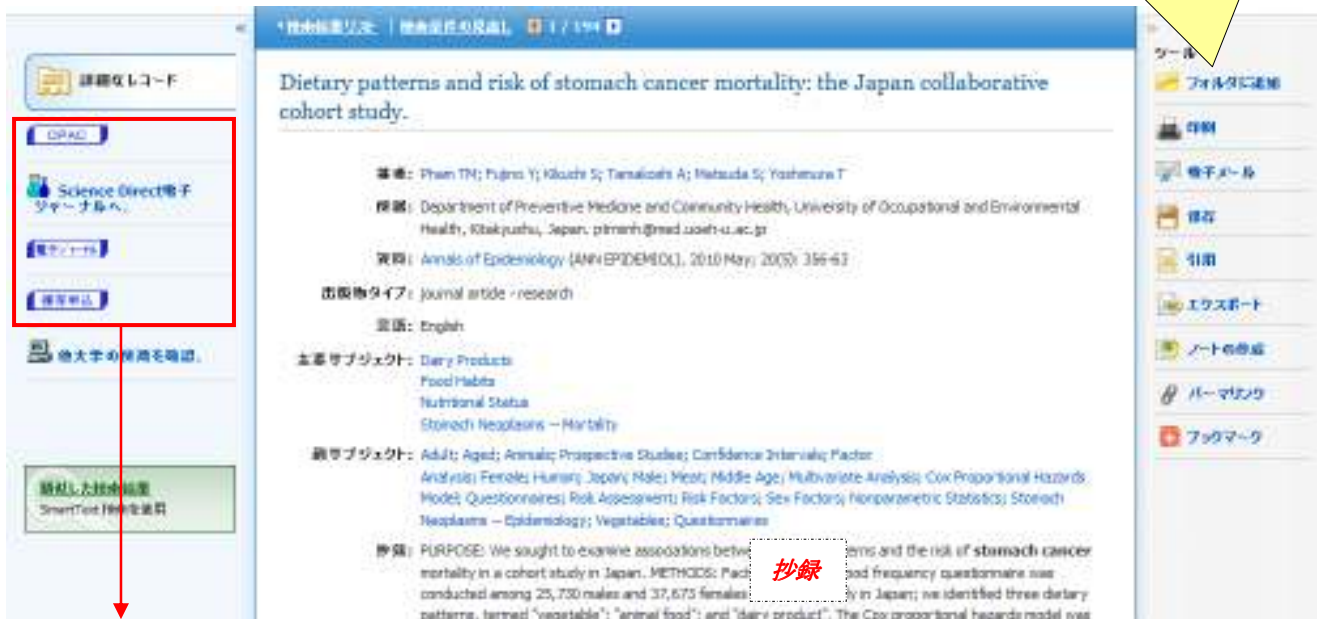 検索結果リスト | 検索条件の見直し 1 / 194
詳細なレコード
OPAC
Science Direct電子
ジャーナルへ.
電子ジャーナル
複写申込
他大学の所蔵を確認.
類似した検索結果
SmartText 検索を適用
Dietary patterns and risk of stomach cancer mortality: the Japan collaborative
cohort study.
著者: Pham TM; Fujino Y; Kikuchi S; Tamakoshi A; Matsuda S; Yoshimura T
所属: Department of Preventive Medicine and Community Health, University of Occupational and Environmental
Health, Kitakyushu, Japan. ptminh@med.uoeh-u.ac.jp
資料: Annals of Epidemiology (ANN EPIDEMIOL), 2010 May; 20(5): 356-63
出版物タイプ: journal article - research
言語: English
主要サブジェクト: Dairy Products
Food Habits
Nutritional Status
Stomach Neoplasms -- Mortality
副サブジェクト: Adult; Aged; Animals; Prospective Studies; Confidence Intervals; Factor
Analysis; Female; Human; Japan; Male; Meat; Middle Age; Multivariate Analysis; Cox Proportional Hazards
Model; Questionnaires; Risk Assessment; Risk Factors; Sex Factors; Nonparametric Statistics; Stomach
Neoplasms -- Epidemiology; Vegetables; Questionnaires
抄録: PURPOSE: We sought to examine associations betwe erns and the risk of stomach cancer
mortality in a cohort study in Japan. METHODS: Fact od frequency questionnaire was
conducted among 25,730 males and 37,673 females y in Japan; we identified three dietary
patterns, termed "vegetable"; "animal food"; and "dairy product". The Cox proportional hazards model was
抄録
ツール
フォルダに追加
印刷
電子メール
保存
引用
エクスポート
ノートの作成
パーマリンク
ブックマーク